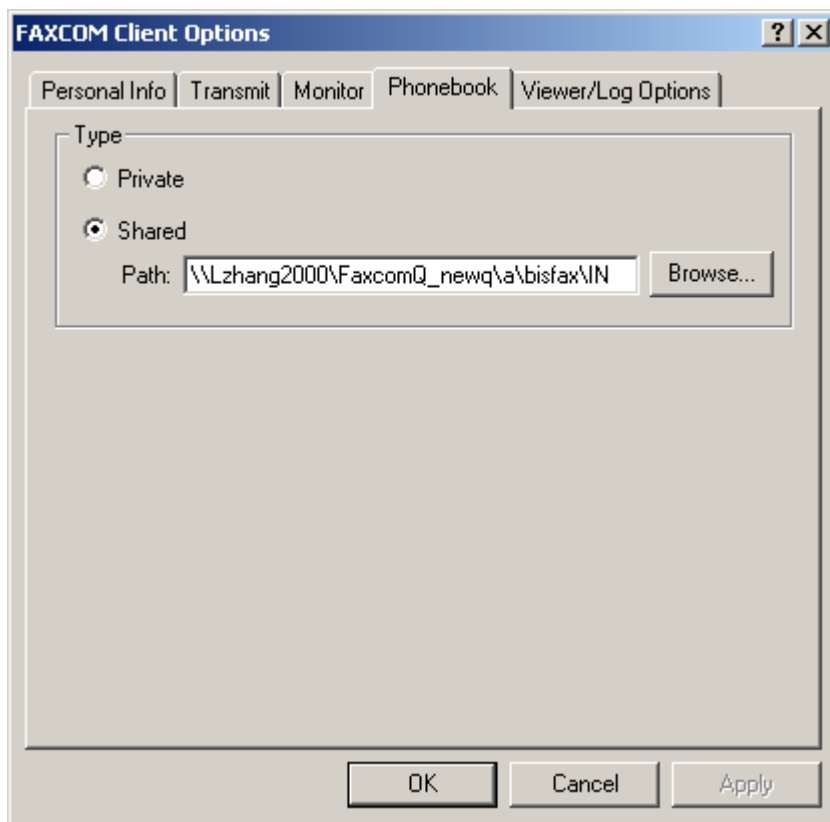 FAXCOM Client Options
Personal Info Transmit Monitor Phonebook Viewer/Log Options
Type
Private
Shared
Path: \\Lzhang2000\FaxcomQ_newq\a\bisfax\IN Browse...
OK Cancel Apply